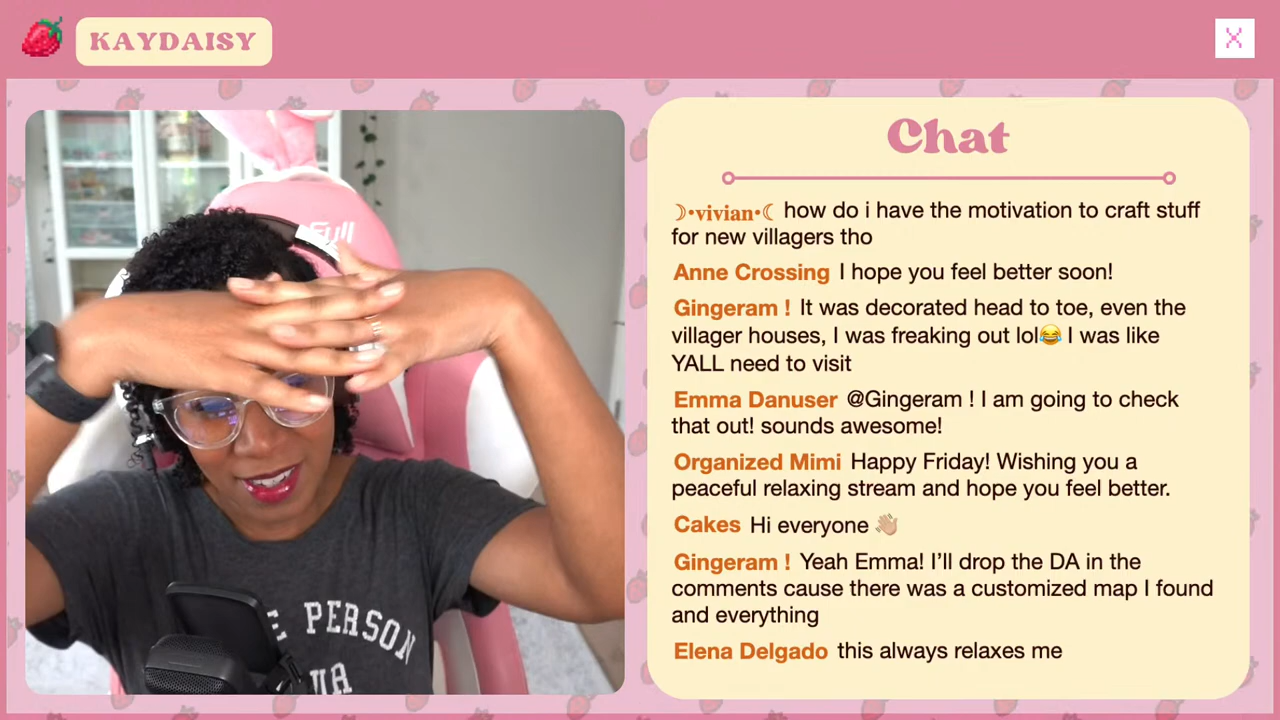 KAYDAISY
Chat
☽•vivian•☾ how do i have the motivation to craft stuff
for new villagers tho
Anne Crossing I hope you feel better soon!
Gingeram ! It was decorated head to toe, even the
villager houses, I was freaking out lol😂 I was like
YALL need to visit
Emma Danuser @Gingeram ! I am going to check
that out! sounds awesome!
Organized Mimi Happy Friday! Wishing you a
peaceful relaxing stream and hope you feel better.
Cakes Hi everyone 👋🏼
Gingeram ! Yeah Emma! I’ll drop the DA in the
comments cause there was a customized map I found
and everything
Elena Delgado this always relaxes me
PERSON